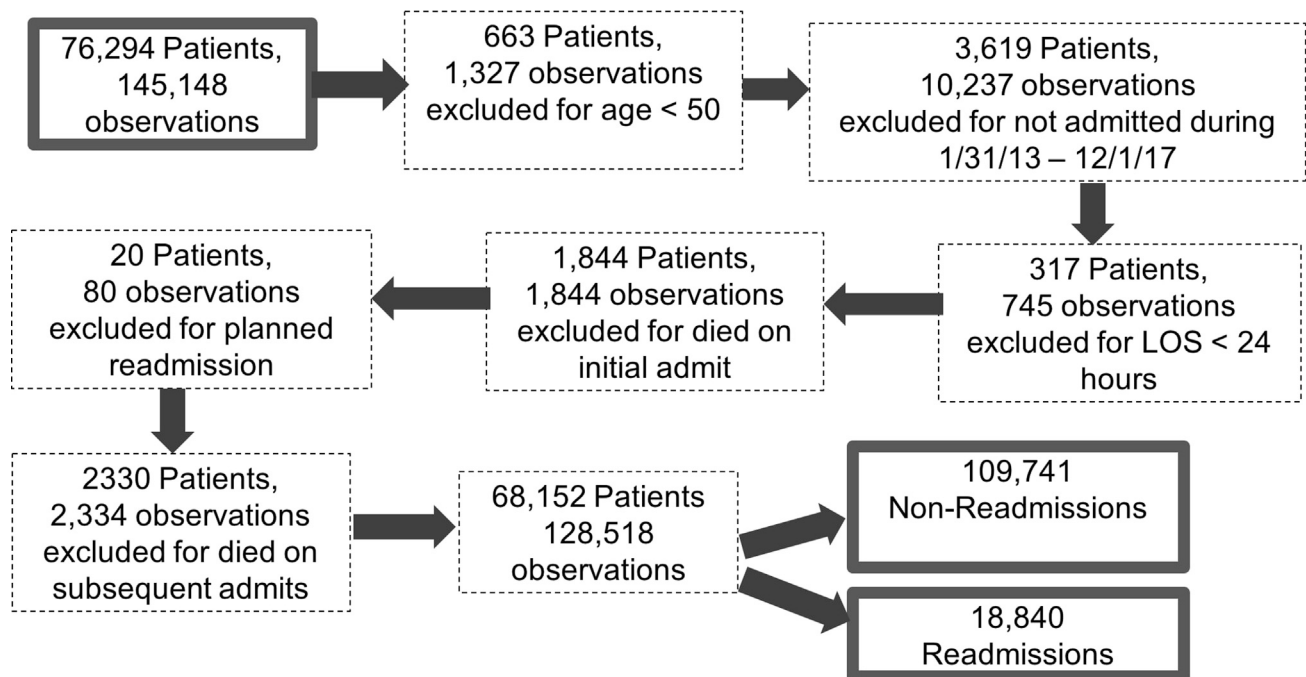 76,294 Patients,
145,148
observations
663 Patients,
1,327 observations
excluded for age < 50
3,619 Patients,
10,237 observations
excluded for not admitted during
1/31/13 – 12/1/17
317 Patients,
745 observations
excluded for LOS < 24
hours
1,844 Patients,
1,844 observations
excluded for died on
initial admit
20 Patients,
80 observations
excluded for planned
readmission
2330 Patients,
2,334 observations
excluded for died on
subsequent admits
68,152 Patients
128,518
observations
109,741
Non-Readmissions
18,840
Readmissions